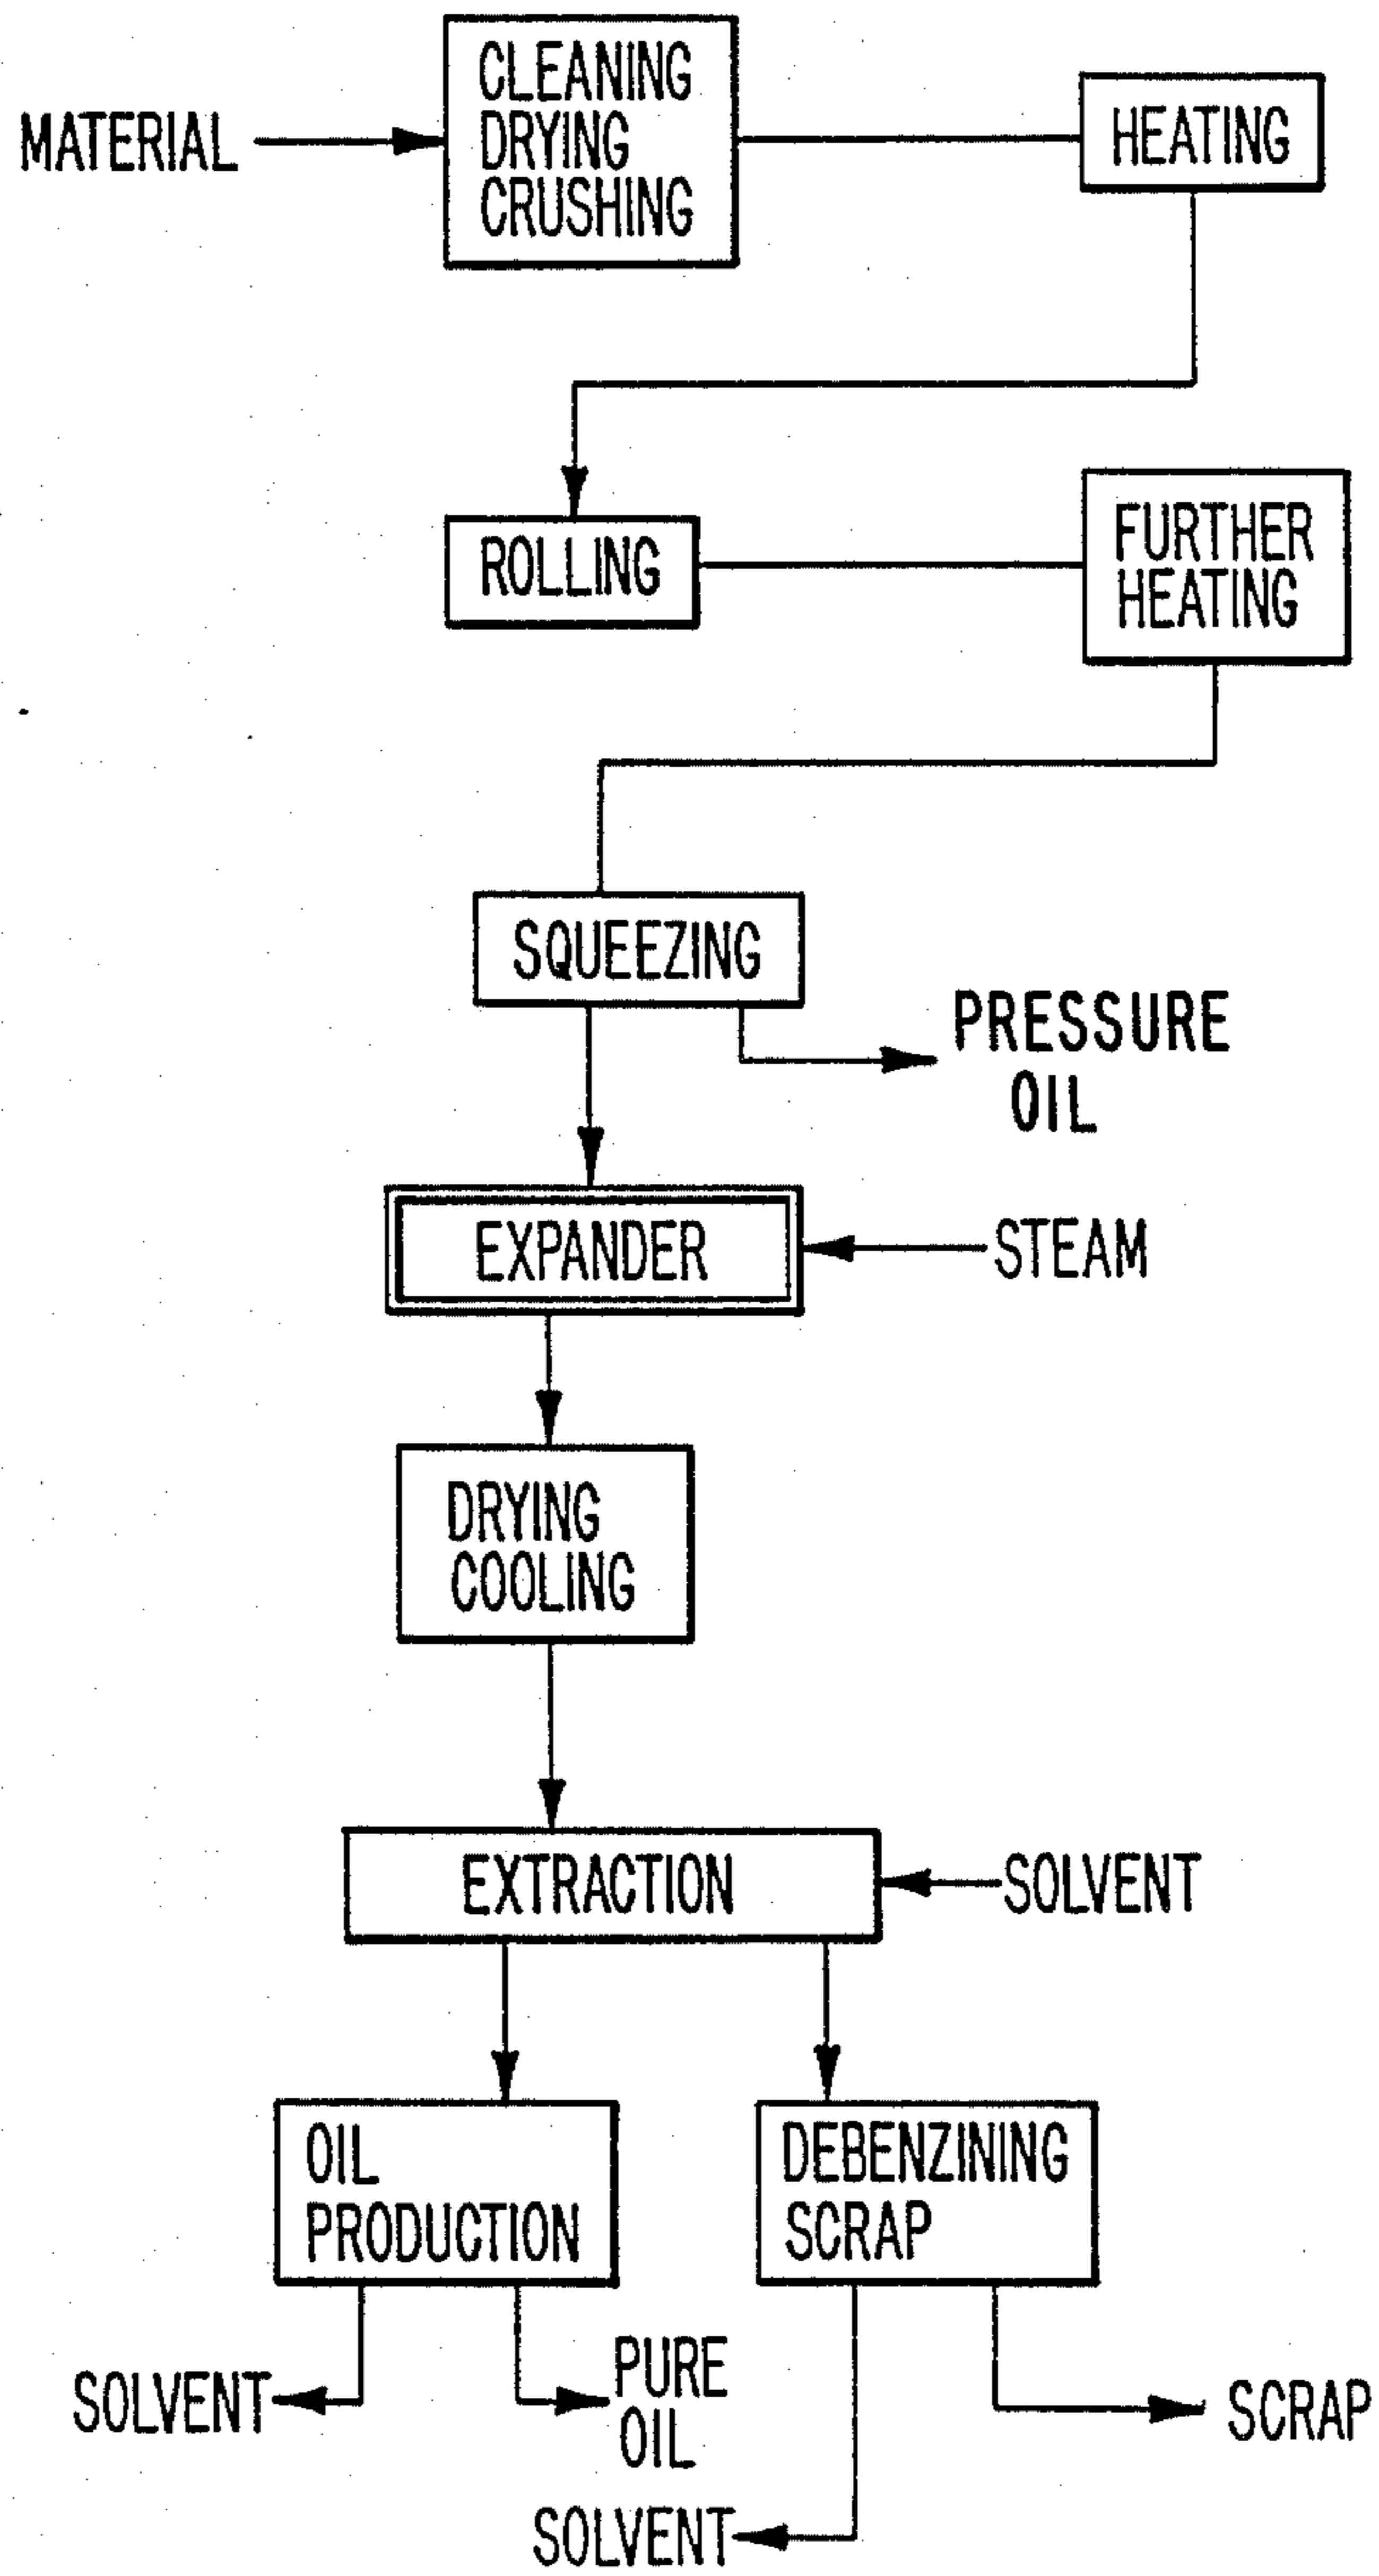 CLEANING
DRYING
CRUSHING
MATERIAL
HEATING
ROLLING
FURTHER
HEATING
SQUEEZING
PRESSURE
OIL
EXPANDER
STEAM
DRYING
COOLING
EXTRACTION
SOLVENT
OIL
PRODUCTION
DEBENZINING
SCRAP
SOLVENT
PURE
OIL
SCRAP
SOLVENT